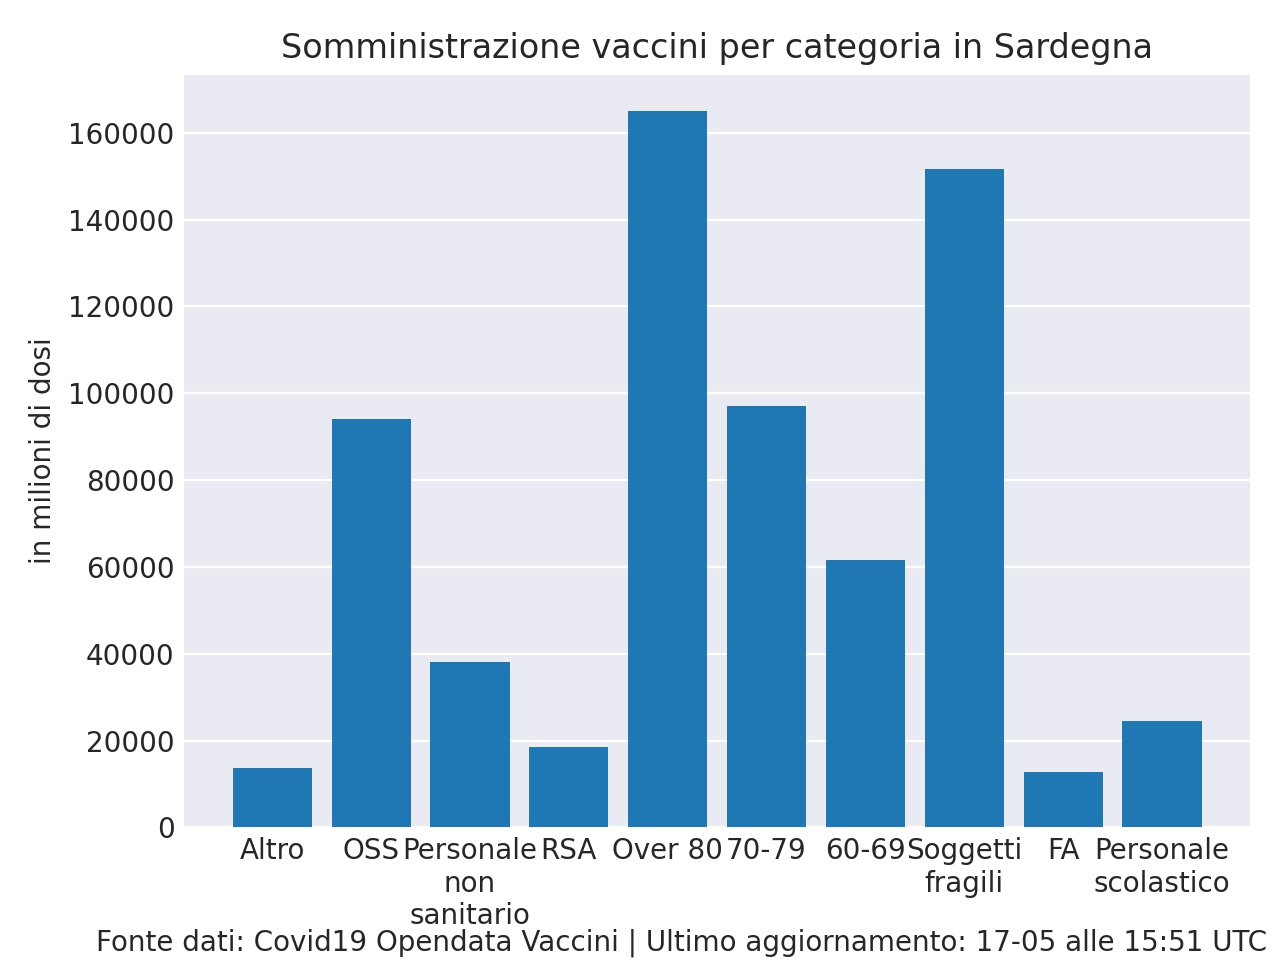 Somministrazione vaccini per categoria in Sardegna
in milioni di dosi
160000
140000
120000
100000
80000
60000
40000
20000
0
Altro
OSS
Personale
non
sanitario
RSA
Over 80
70-79
60-69
Soggetti
fragili
FA
Personale
scolastico
Fonte dati: Covid19 Opendata Vaccini | Ultimo aggiornamento: 17-05 alle 15:51 UTC